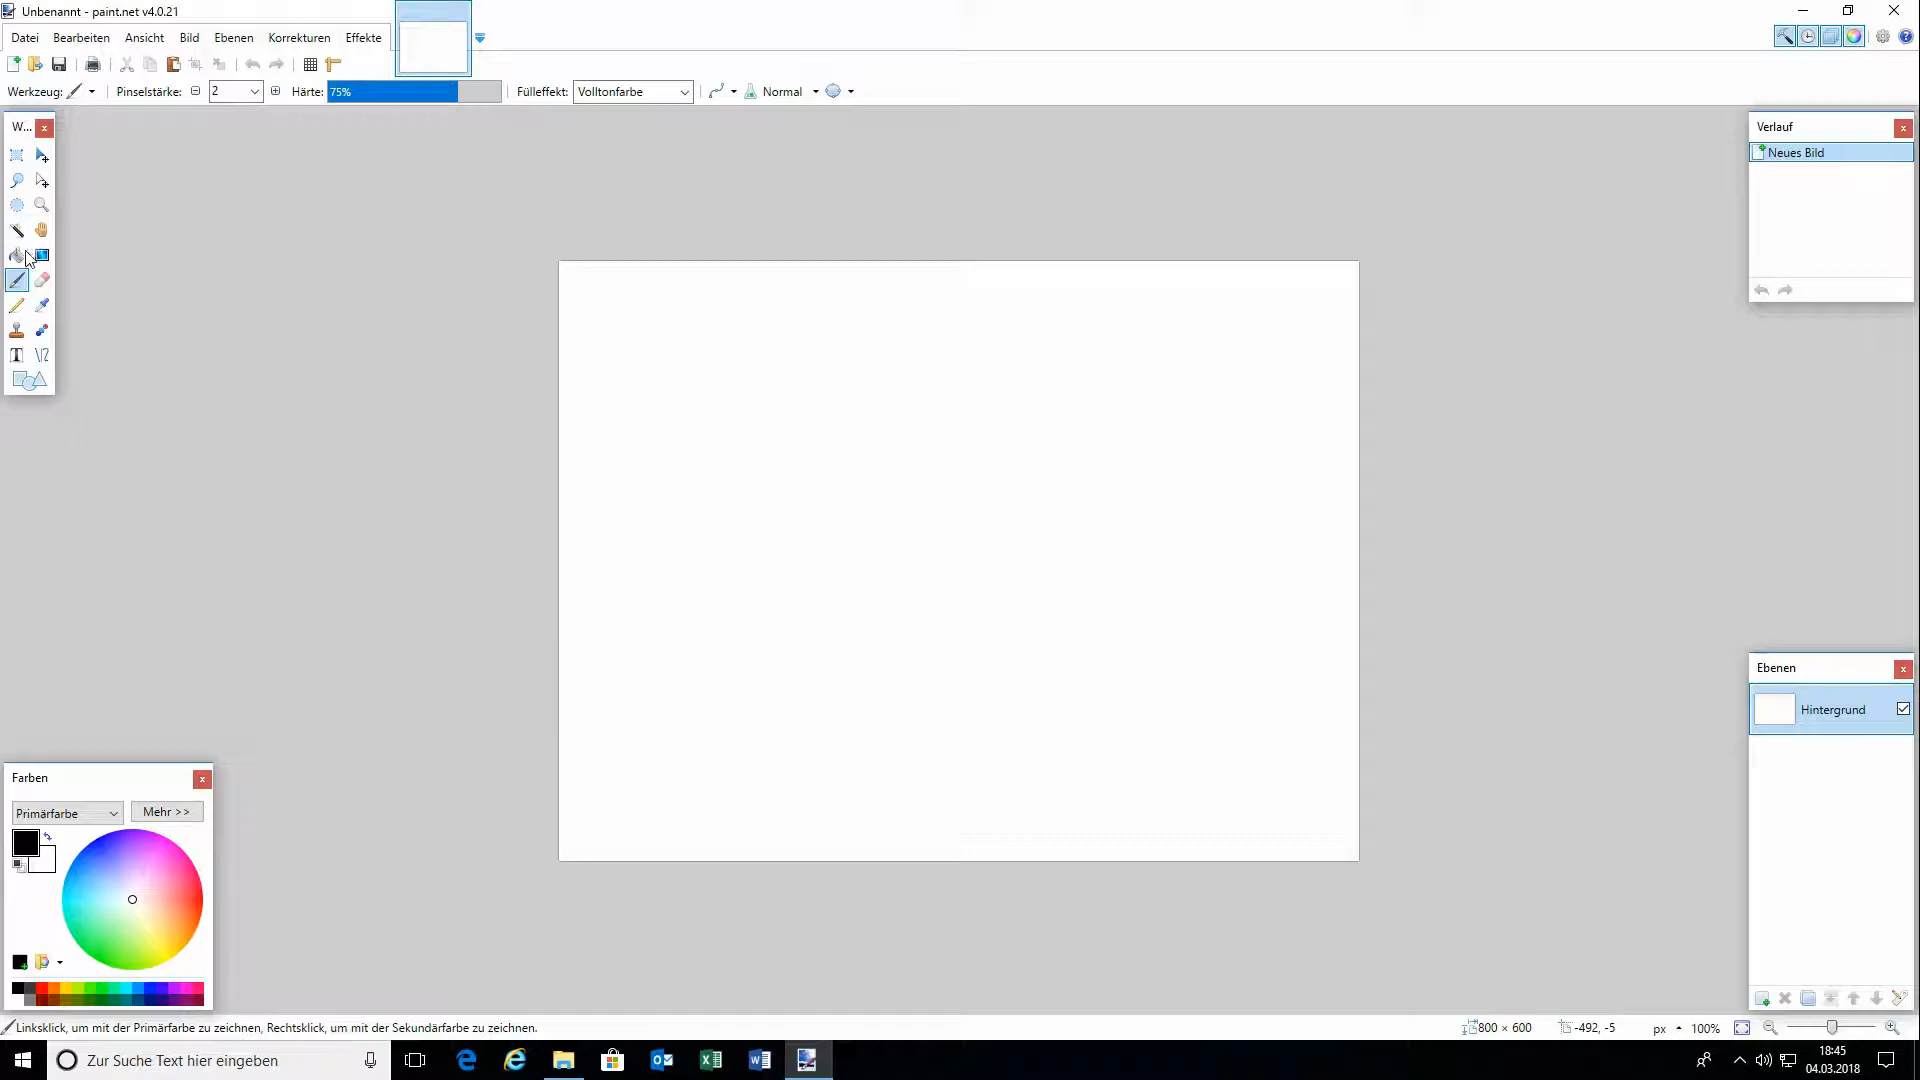 Unbenannt - paint.net v4.0.21
Datei Bearbeiten Ansicht Bild Ebenen Korrekturen Effekte
Werkzeug: Pinselstärke: 2 Härte: 75% Fülleffekt: Volltonfarbe Normal
W...
Verlauf
Neues Bild
Ebenen
Hintergrund
Farben
Primärfarbe Mehr >>
Linksklick, um mit der Primärfarbe zu zeichnen, Rechtsklick, um mit der Sekundärfarbe zu zeichnen. 800 × 600 -492, -5 px 100%
Zur Suche Text hier eingeben
18:45
04.03.2018